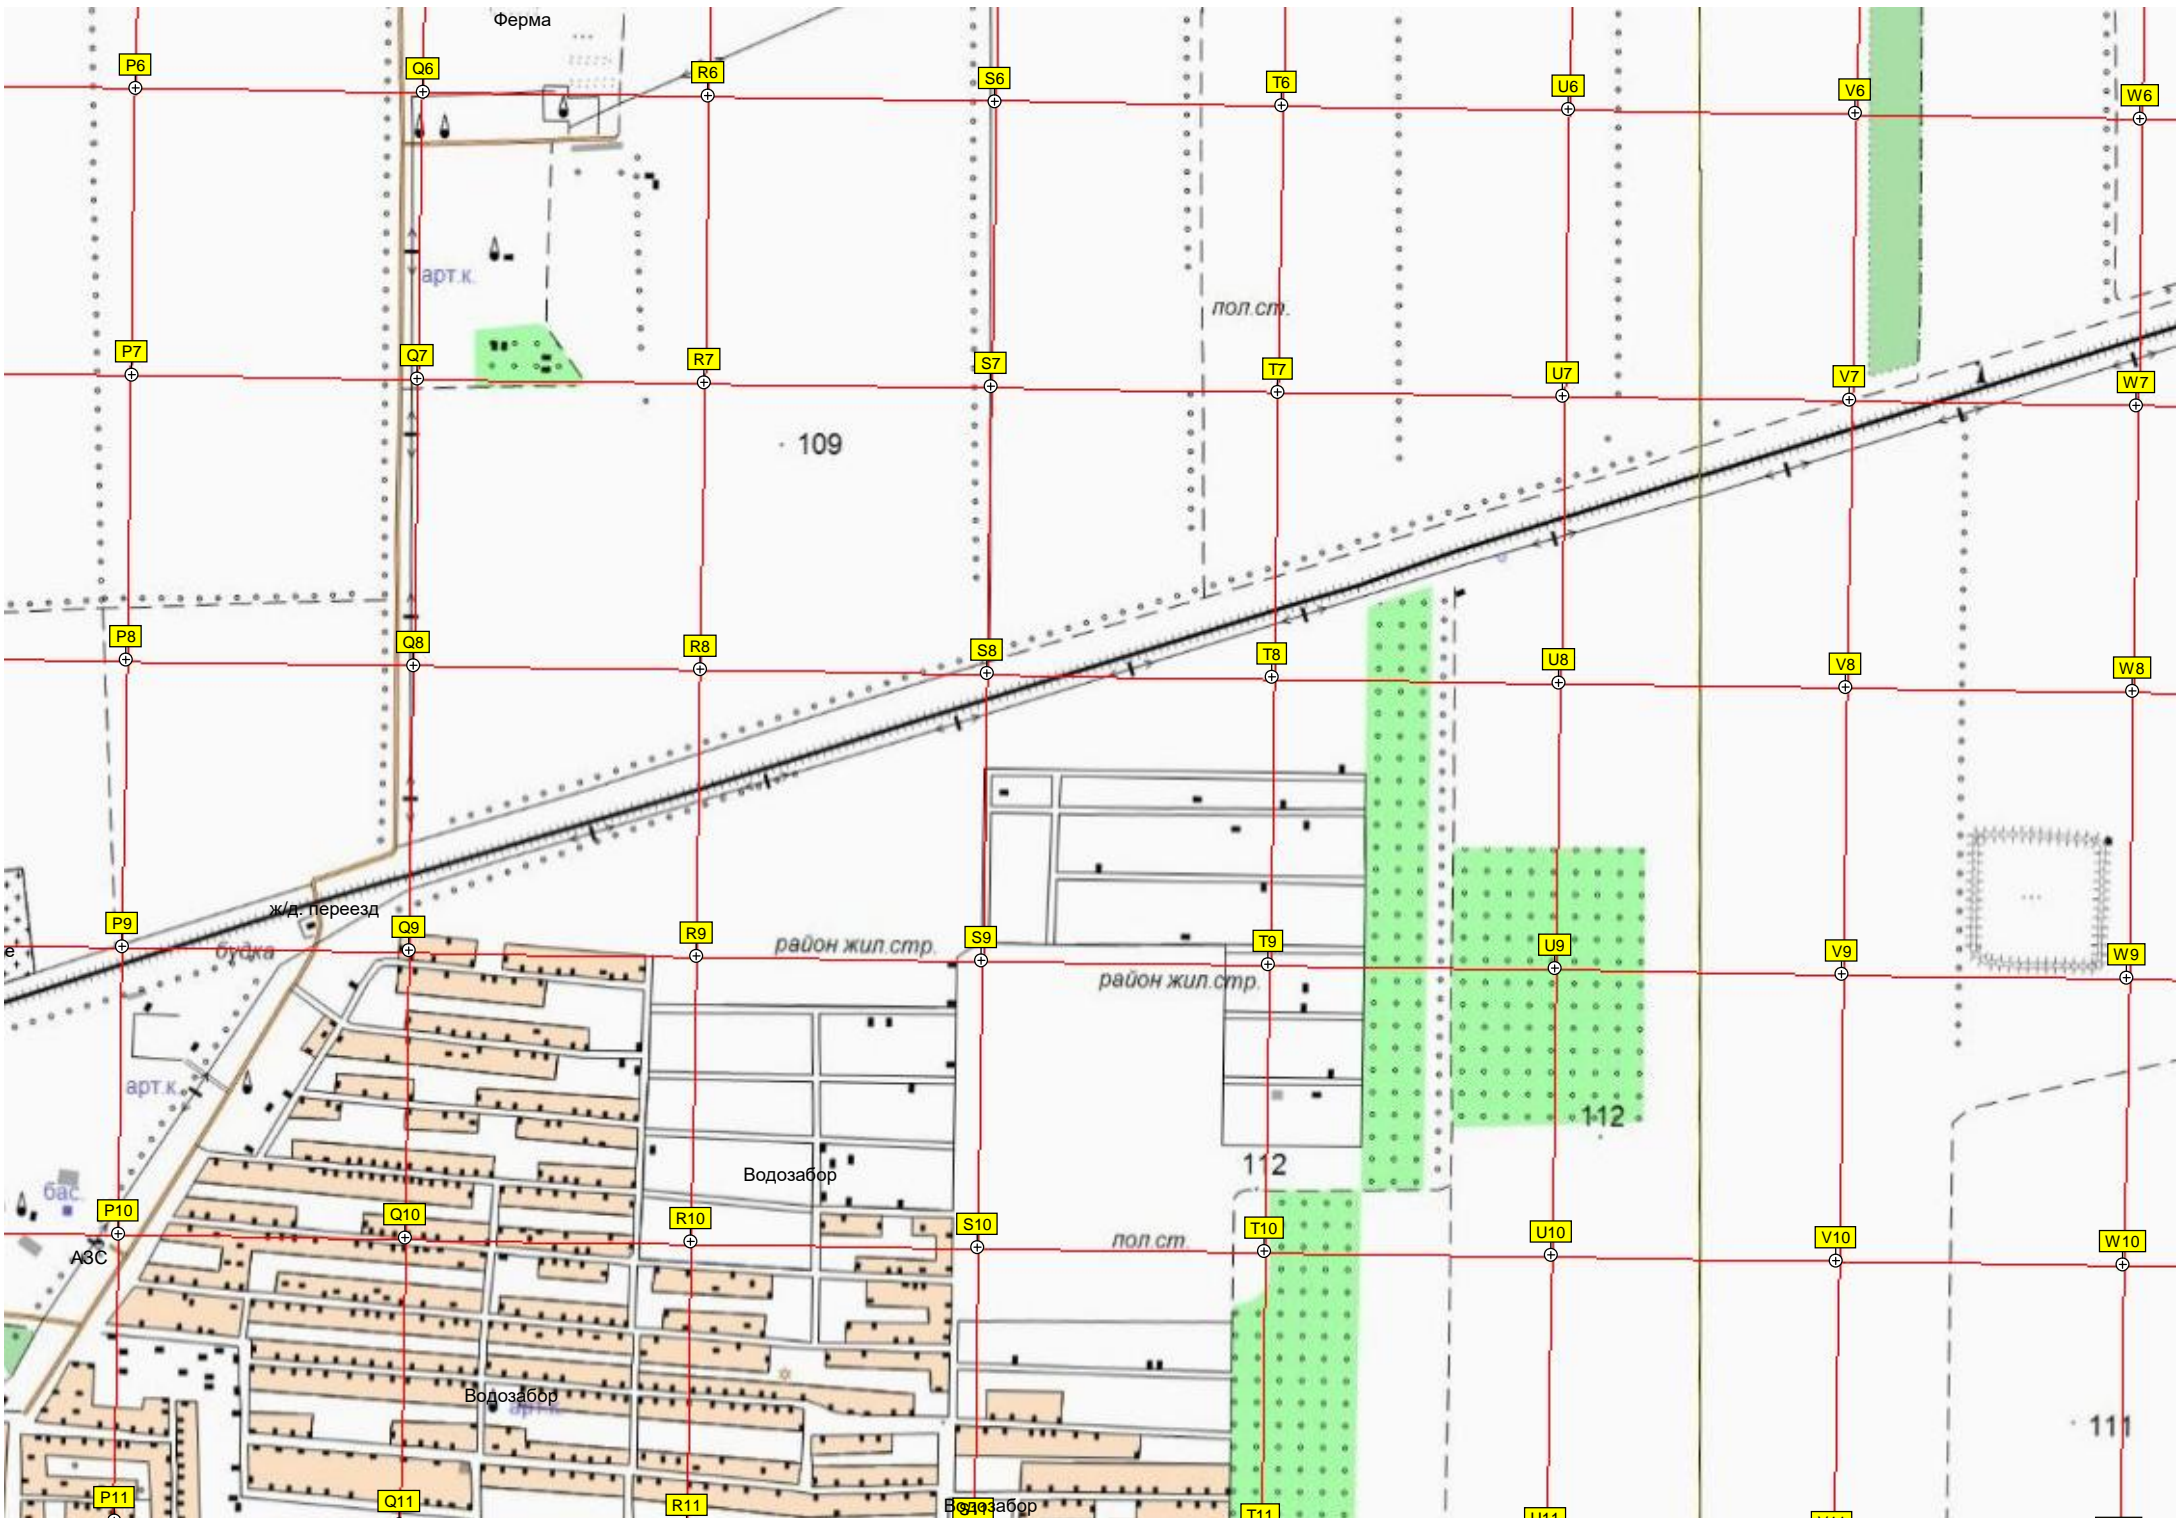 Ферма
P6
Q6
R6
S6
T6
U6
V6
W6
арт.к.
пол.ст.
P7
Q7
R7
S7
T7
U7
V7
W7
109
P8
Q8
R8
S8
T8
U8
V8
W8
ж/д. переезд
P9
Q9
R9
S9
T9
U9
V9
W9
е
будка
район жил.стр.
район жил.стр.
арт.к.
112
112
Водозабор
бас.
P10
Q10
R10
S10
T10
U10
V10
W10
АЗС
пол.ст.
Водозабор
арт.к.
111
P11
Q11
R11
S11
Водозабор
T11
U11